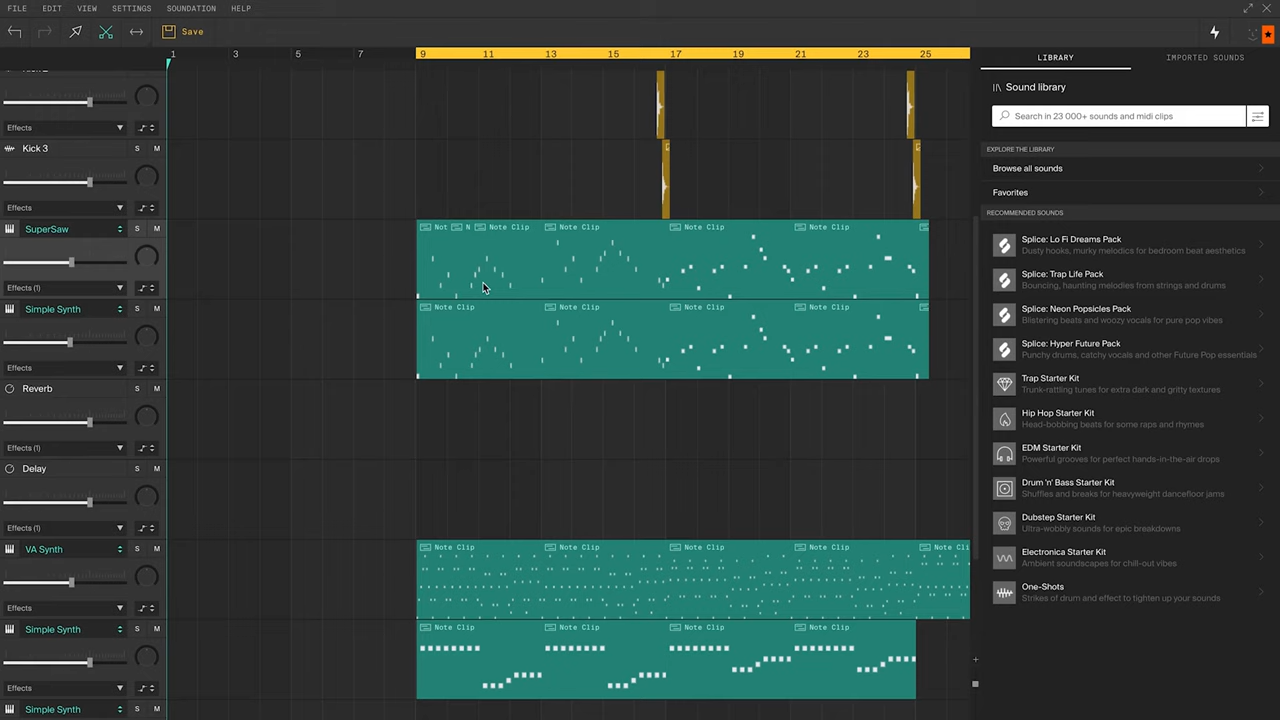 FILE EDIT VIEW SETTINGS SOUNDATION HELP
Save
1 3 5 7 9 11 13 15 17 19 21 23 25
LIBRARY IMPORTED SOUNDS
Sound library
Search in 23 000+ sounds and midi clips
EXPLORE THE LIBRARY
Browse all sounds
Favorites
RECOMMENDED SOUNDS
Splice: Lo Fi Dreams Pack
Dusty hooks, murky melodies for bedroom beat aesthetics
Splice: Trap Life Pack
Bouncing, haunting melodies from strings and drums
Splice: Neon Popsicles Pack
Blistering beats and woozy vocals for pure pop vibes
Splice: Hyper Future Pack
Punchy drums, catchy vocals and other Future Pop essentials
Trap Starter Kit
Trunk-rattling tunes for extra dark and gritty textures
Hip Hop Starter Kit
Head-bobbing beats for some raps and rhymes
EDM Starter Kit
Powerful grooves for perfect hands-in-the-air drops
Drum 'n' Bass Starter Kit
Shuffles and breaks for heavyweight dancefloor jams
Dubstep Starter Kit
Ultra-wobbly sounds for epic breakdowns
Electronica Starter Kit
Ambient soundscapes for chill-out vibes
One-Shots
Strikes of drum and effect to tighten up your sounds
Effects
Kick 3 S M
Effects
SuperSaw S M
Not N Note Clip Note Clip Note Clip Note Clip
Effects (1)
Simple Synth S M
Note Clip Note Clip Note Clip Note Clip
Effects
Reverb S M
Effects (1)
Delay S M
Effects (1)
VA Synth S M
Note Clip Note Clip Note Clip Note Clip Note Cli
Effects
Simple Synth S M
Note Clip Note Clip Note Clip Note Clip
Effects
Simple Synth S M